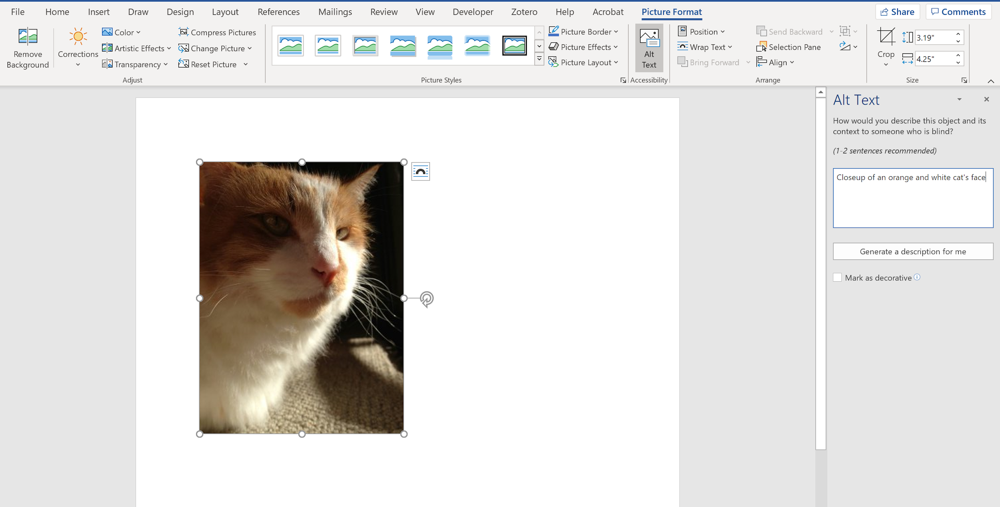 File Home Insert Draw Design Layout References Mailings Review View Developer Zotero Help Acrobat Picture Format Share Comments
Remove
Background
Corrections
Color
Artistic Effects
Transparency
Compress Pictures
Change Picture
Reset Picture
Adjust
Picture Styles
Picture Border
Picture Effects
Picture Layout
Alt
Text
Accessibility
Position
Wrap Text
Bring Forward
Send Backward
Selection Pane
Align
Arrange
Crop
3.19"
4.25"
Size
Alt Text
How would you describe this object and its
context to someone who is blind?
(1-2 sentences recommended)
Closeup of an orange and white cat's face
Generate a description for me
Mark as decorative